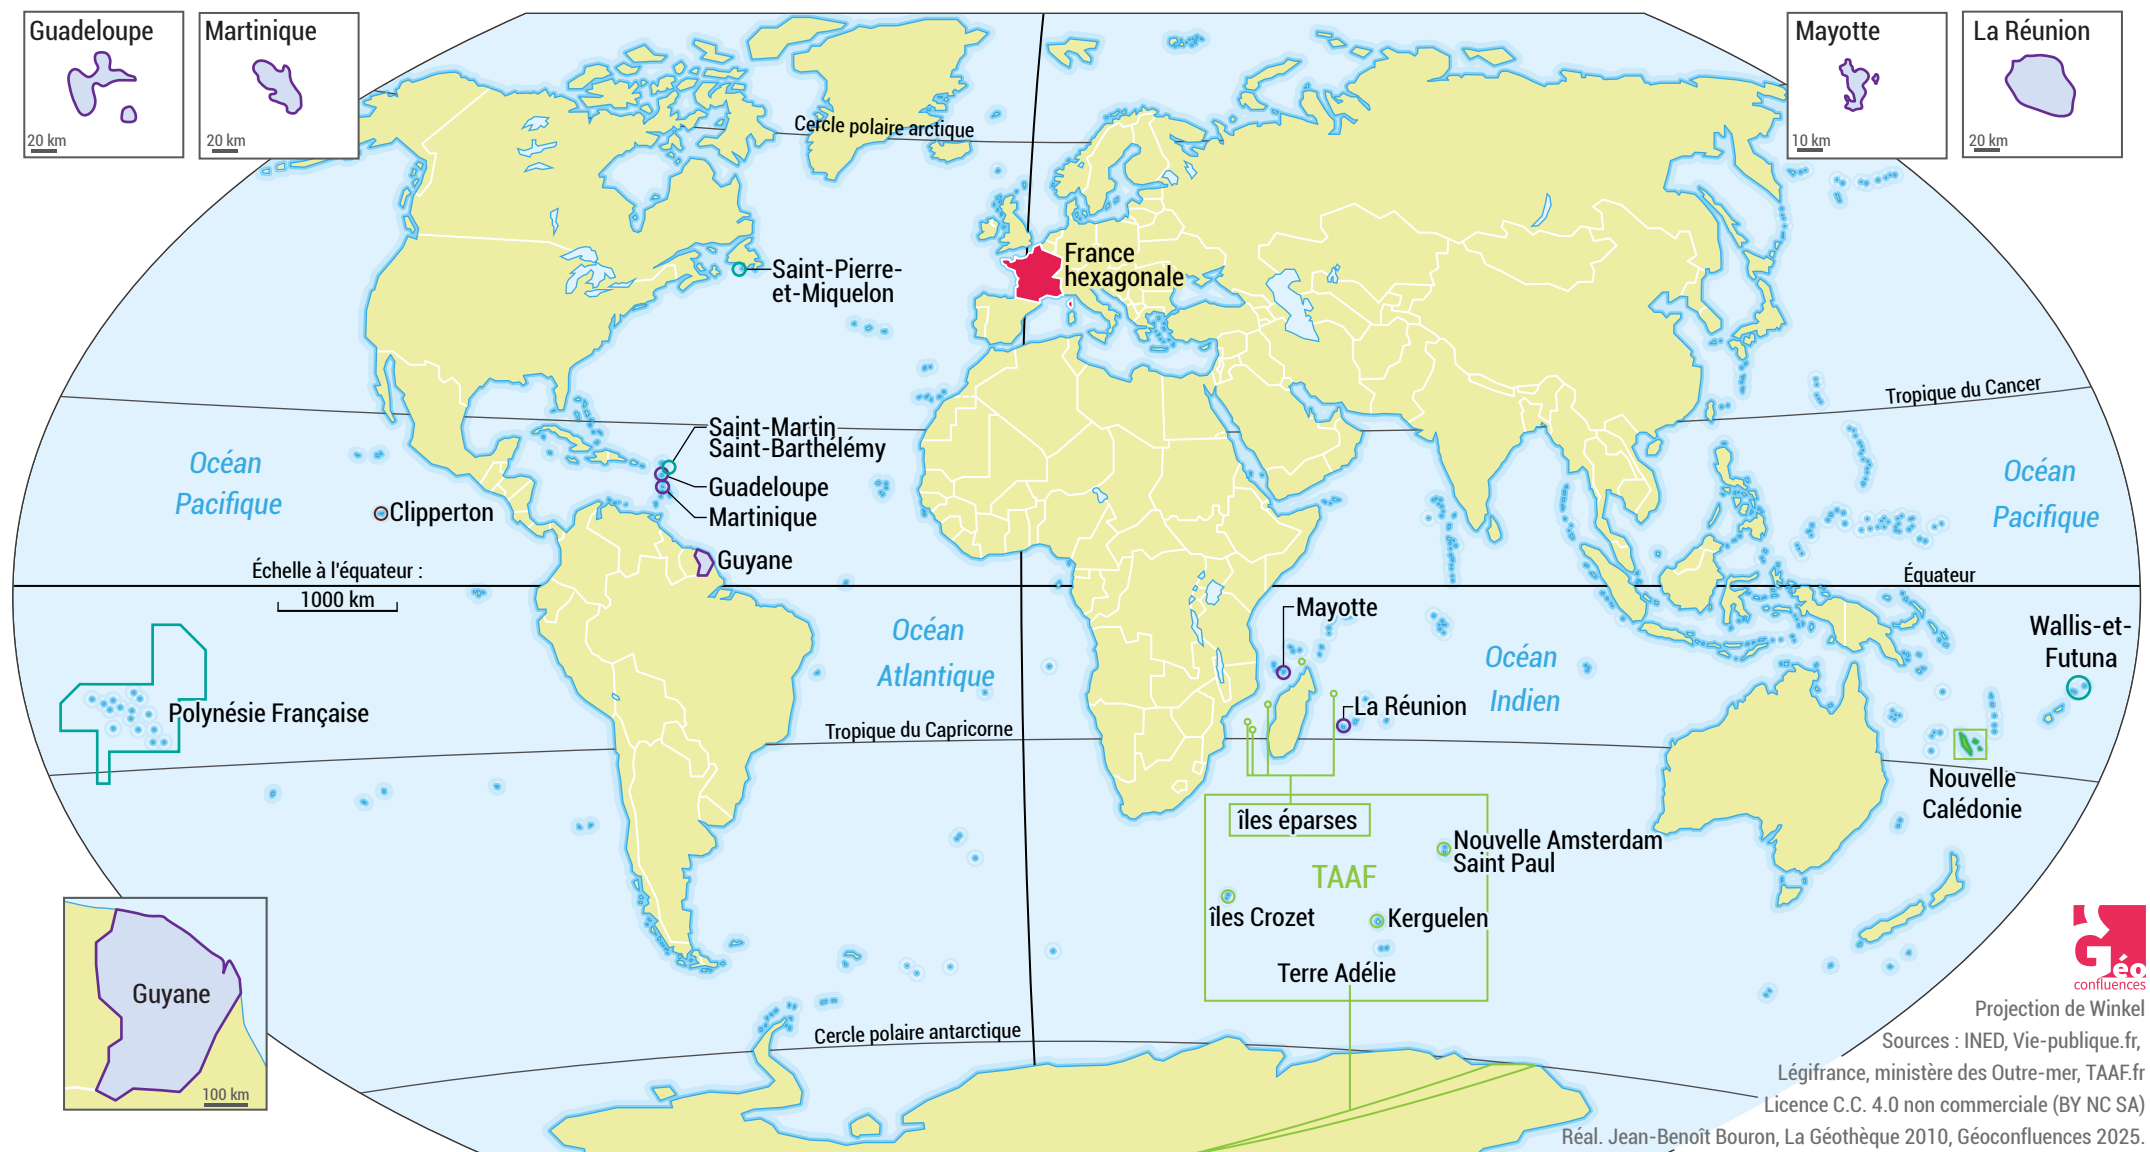 Guadeloupe
20 km
Martinique
20 km
Mayotte
10 km
La Réunion
20 km
Cercle polaire arctique
France
hexagonale
Saint-Pierre-
et-Miquelon
Tropique du Cancer
Saint-Martin
Saint-Barthélémy
Océan
Pacifique
Océan
Pacifique
Guadeloupe
Clipperton
Martinique
Guyane
Échelle à l'équateur :
1000 km
Équateur
Mayotte
Océan
Atlantique
Océan
Indien
Wallis-et-
Futuna
Polynésie Française
La Réunion
Tropique du Capricorne
Nouvelle
Calédonie
îles éparses
Nouvelle Amsterdam
Saint Paul
TAAF
îles Crozet
Kerguelen
Terre Adélie
Guyane
100 km
Cercle polaire antarctique
Géo
confluences
Projection de Winkel
Sources : INED, Vie-publique.fr,
Légifrance, ministère des Outre-mer, TAAF.fr
Licence C.C. 4.0 non commerciale (BY NC SA)
Réal. Jean-Benoît Bouron, La Géothèque 2010, Géoconfluences 2025.